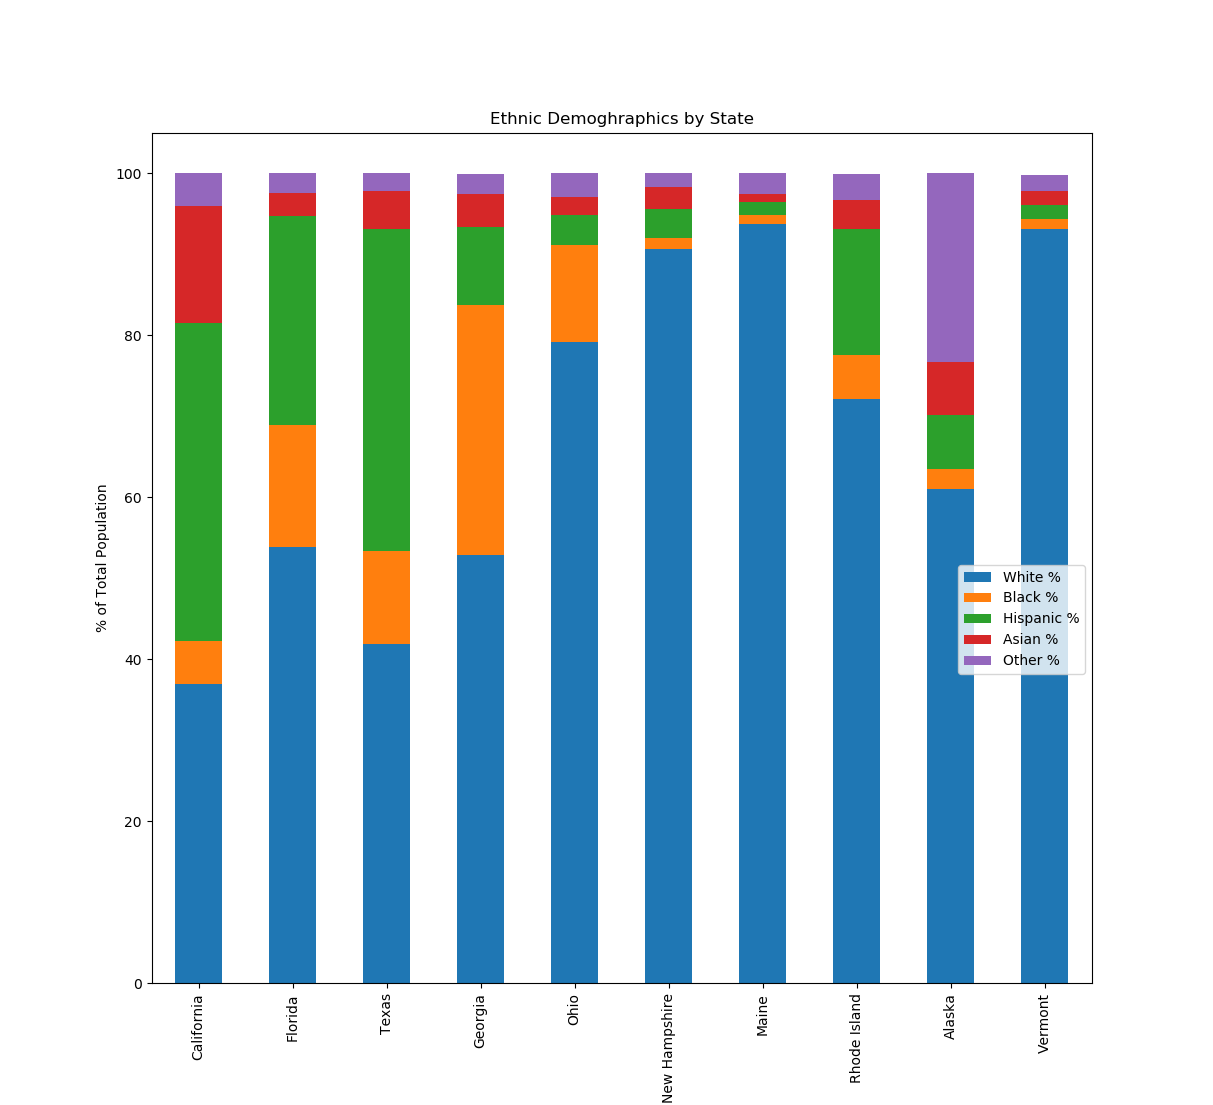 Ethnic Demoghraphics by State
% of Total Population
100
80
60
40
20
0
White %
Black %
Hispanic %
Asian %
Other %
California
Florida
Texas
Georgia
Ohio
New Hampshire
Maine
Rhode Island
Alaska
Vermont